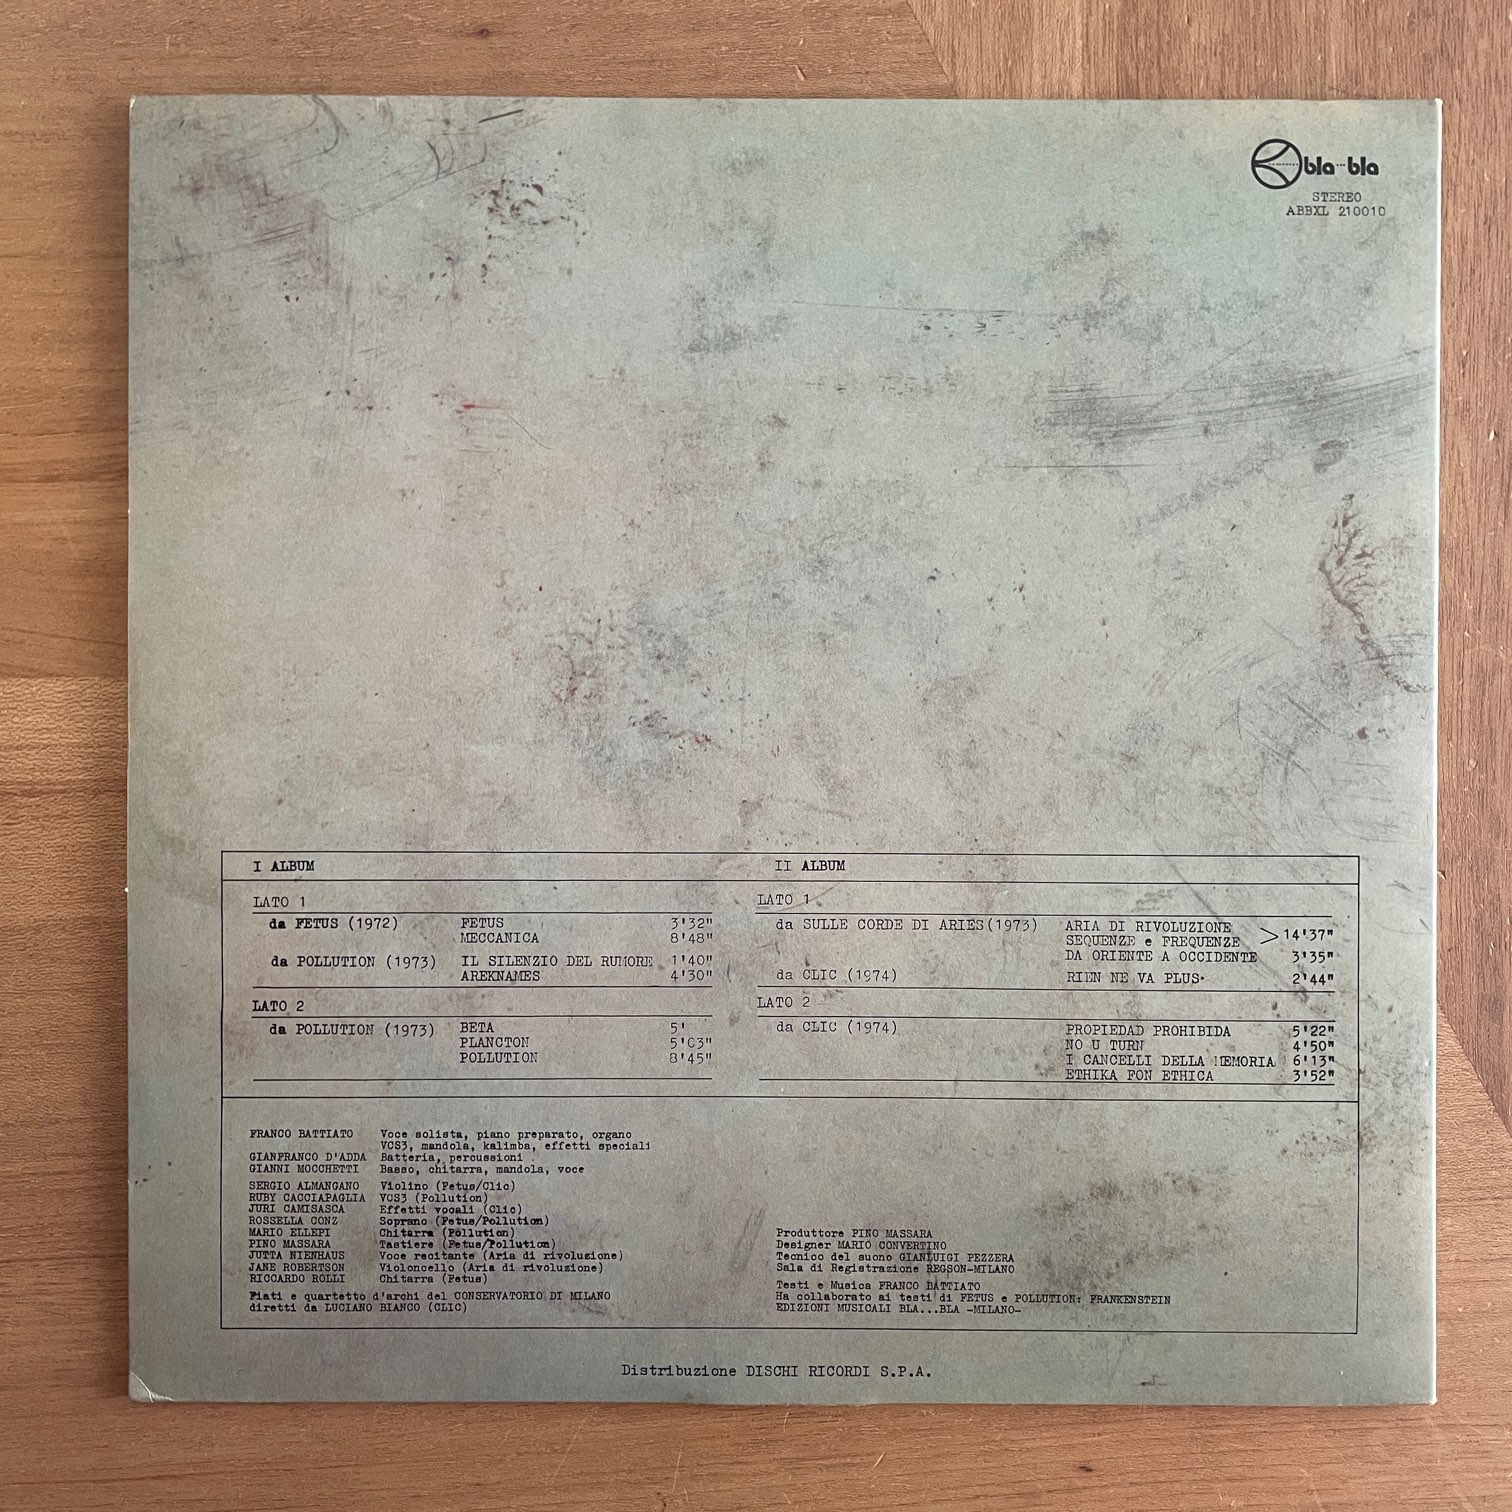 bla···bla
STEREO
ABBXL 210010
I ALBUM
LATO 1
da FETUS (1972) FETUS 3'32"
MECCANICA 8'48"
da POLLUTION (1973) IL SILENZIO DEL RUMORE 1'40"
AREKNAMES 4'30"
LATO 2
da POLLUTION (1973) BETA 5'
PLANCTON 5'03"
POLLUTION 8'45"
II ALBUM
LATO 1
da SULLE CORDE DI ARIES(1973) ARIA DI RIVOLUZIONE
SEQUENZE e FREQUENZE > 14'37"
DA ORIENTE A OCCIDENTE 3'35"
da CLIC (1974) RIEN NE VA PLUS· 2'44"
LATO 2
da CLIC (1974) PROPIEDAD PROHIBIDA 5'22"
NO U TURN 4'50"
I CANCELLI DELLA MEMORIA 6'13"
ETHIKA FON ETHICA 3'52"
FRANCO BATTIATO Voce solista, piano preparato, organo
VCS3, mandola, kalimba, effetti speciali
GIANFRANCO D'ADDA Batteria, percussioni
GIANNI MOCCHETTI Basso, chitarra, mandola, voce
SERGIO ALMANGANO Violino (Fetus/Clic)
RUBY CACCIAPAGLIA VCS3 (Pollution)
JURI CAMISASCA Effetti vocali (Clic)
ROSSELLA CONZ Soprano (Fetus/Pollution)
MARIO ELLEPI Chitarra (Pollution)
PINO MASSARA Tastiere (Fetus/Pollution)
JUTTA NIENHAUS Voce recitante (Aria di rivoluzione)
JANE ROBERTSON Violoncello (Aria di rivoluzione)
RICCARDO ROLLI Chitarra (Fetus)
Fiati e quartetto d'archi del CONSERVATORIO DI MILANO
diretti da LUCIANO BIANCO (CLIC)
Produttore PINO MASSARA
Designer MARIO CONVERTINO
Tecnico del suono GIANLUIGI PEZZERA
Sala di Registrazione REGSON-MILANO
Testi e Musica FRANCO BATTIATO
Ha collaborato ai testi di FETUS e POLLUTION: FRANKENSTEIN
EDIZIONI MUSICALI BLA...BLA -MILANO-
Distribuzione DISCHI RICORDI S.P.A.